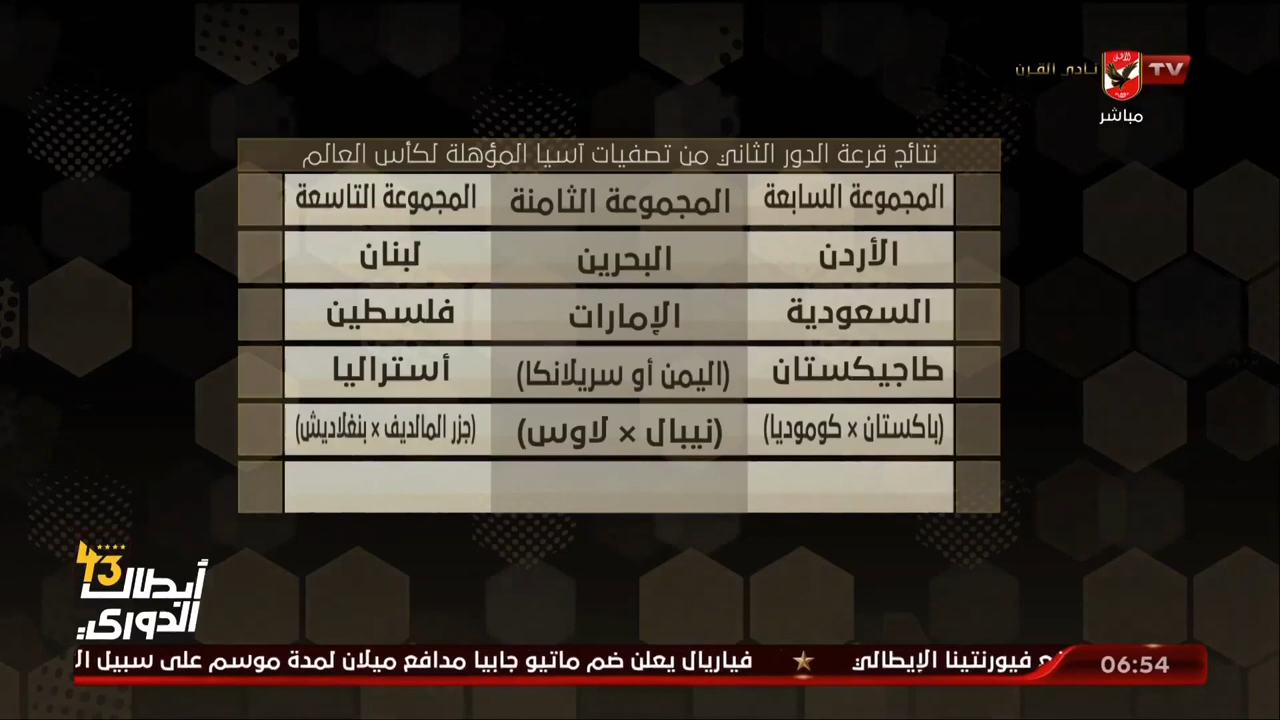 نادي القرن TV
مباشر
نتائج قرعة الدور الثاني من تصفيات آسيا المؤهلة لكأس العالم
المجموعة السابعة المجموعة الثامنة المجموعة التاسعة
الأردن البحرين لبنان
السعودية الإمارات فلسطين
طاجيكستان (اليمن أو سريلانكا) أستراليا
(باكستان × كوموديا) (نيبال × لاوس) (جزر المالديف × بنغلاديش)
43
أبطال
الدوري
06:54 فيورنتينا الإيطالي ★ فياريال يعلن ضم ماتيو جابيا مدافع ميلان لمدة موسم على سبيل